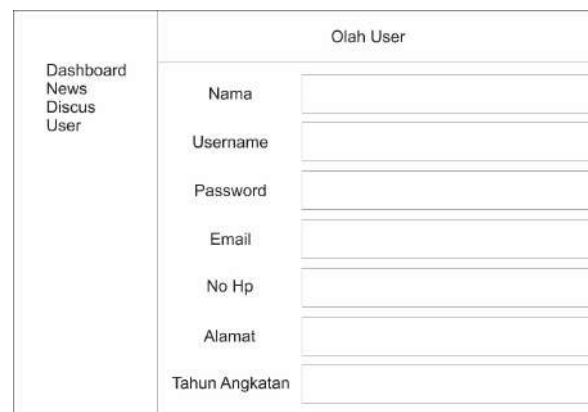 Olah User
Dashboard
News
Discus
User
Nama
Username
Password
Email
No Hp
Alamat
Tahun Angkatan